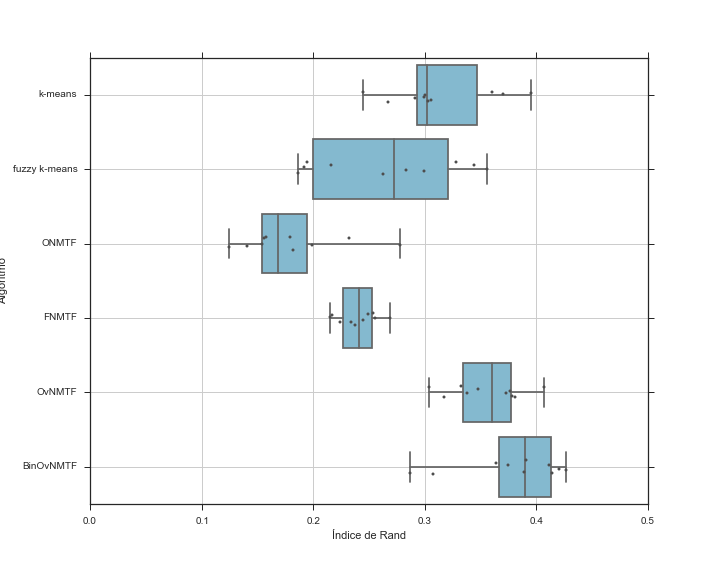 k-means
fuzzy k-means
ONMTF
Algoritmo
FNMTF
OvNMTF
BinOvNMTF
0.0 0.1 0.2 0.3 0.4 0.5
Índice de Rand